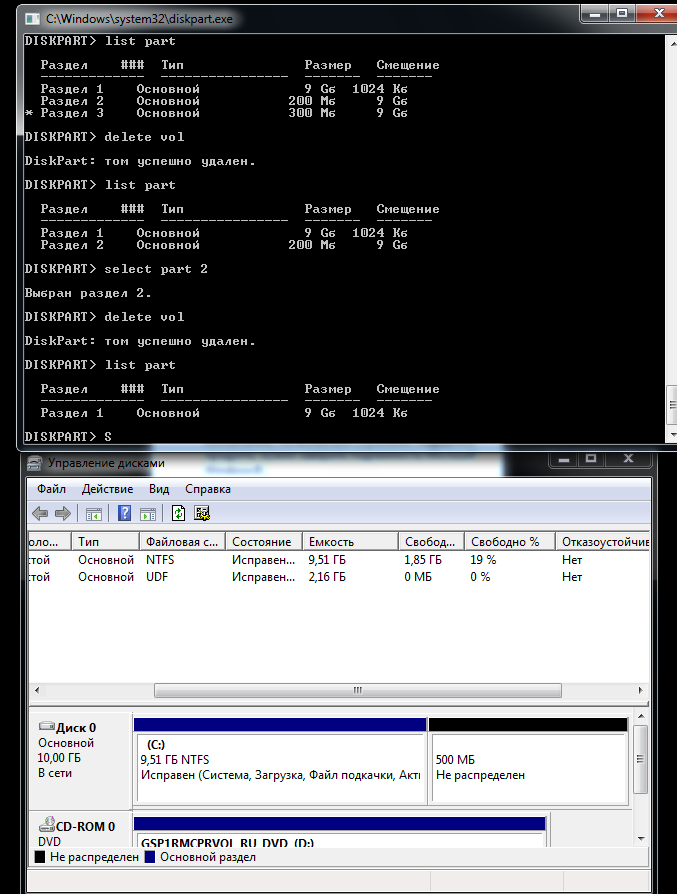 C:\Windows\system32\diskpart.exe
DISKPART> list part
Раздел ### Тип Размер Смещение
------------- ---------------- ------- -------
Раздел 1 Основной 9 Gб 1024 Kб
Раздел 2 Основной 200 Mб 9 Gб
* Раздел 3 Основной 300 Mб 9 Gб
DISKPART> delete vol
DiskPart: том успешно удален.
DISKPART> list part
Раздел ### Тип Размер Смещение
------------- ---------------- ------- -------
Раздел 1 Основной 9 Gб 1024 Kб
Раздел 2 Основной 200 Mб 9 Gб
DISKPART> select part 2
Выбран раздел 2.
DISKPART> delete vol
DiskPart: том успешно удален.
DISKPART> list part
Раздел ### Тип Размер Смещение
------------- ---------------- ------- -------
Раздел 1 Основной 9 Gб 1024 Kб
DISKPART> S
Управление дисками
Файл Действие Вид Справка
оло... Тип Файловая с... Состояние Емкость Свобод... Свободно % Отказоустойчив
стой Основной NTFS Исправен... 9,51 ГБ 1,85 ГБ 19 % Нет
стой Основной UDF Исправен... 2,16 ГБ 0 МБ 0 % Нет
Диск 0
Основной
10,00 ГБ
В сети
(C:)
9,51 ГБ NTFS
Исправен (Система, Загрузка, Файл подкачки, Акти
500 МБ
Не распределен
CD-ROM 0
DVD
GSP1RMCPRVOL_RU_DVD (D:)
Не распределен Основной раздел